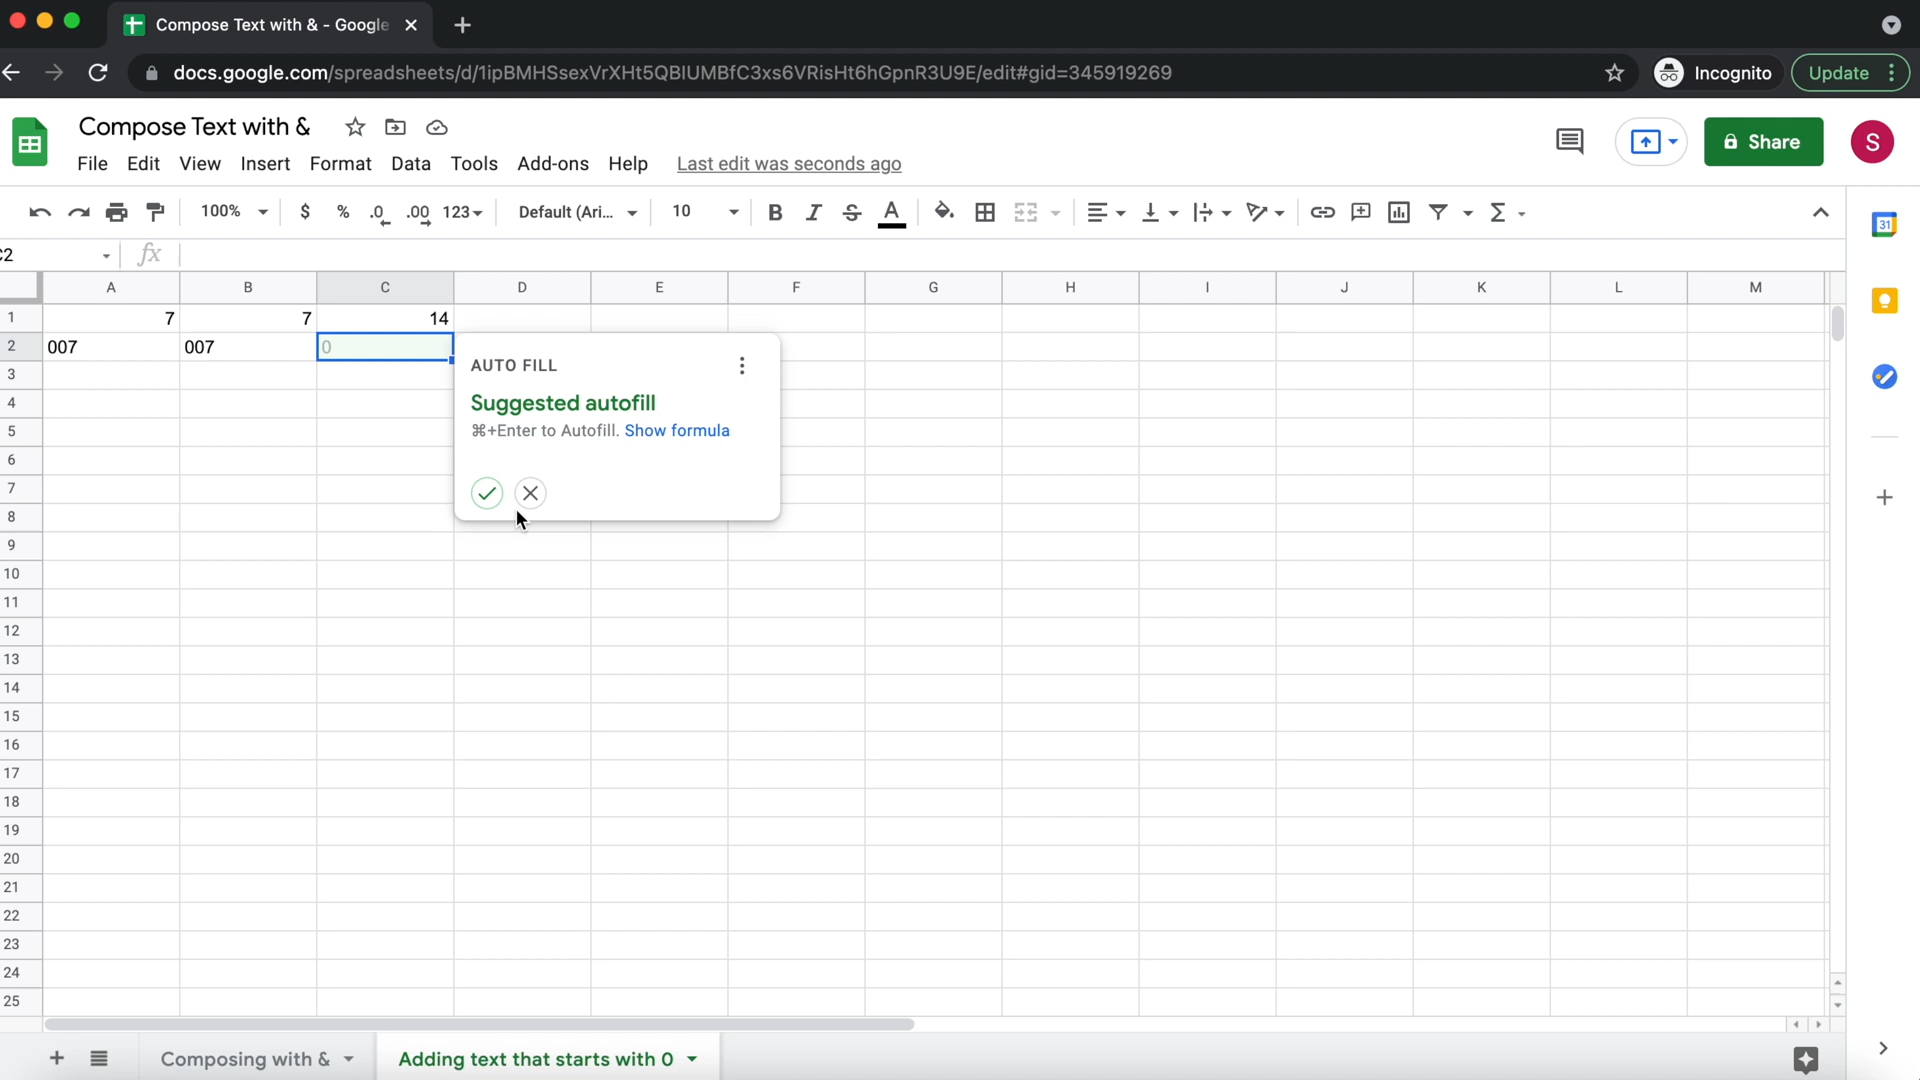 Compose Text with & - Google
docs.google.com/spreadsheets/d/1ipBMHSsexVrXHt5QBIUMBfC3xs6VRisHt6hGpnR3U9E/edit#gid=345919269
Incognito
Update
Compose Text with &
File Edit View Insert Format Data Tools Add-ons Help Last edit was seconds ago
Share
S
100% $ % .0 .00 123 Default (Ari... 10 B I S A Σ
31
C2 fx
A B C D E F G H I J K L M
1 7 7 14
2 007 007 0
3
4
5
6
7
8
9
10
11
12
13
14
15
16
17
18
19
20
21
22
23
24
25
AUTO FILL
Suggested autofill
⌘+Enter to Autofill. Show formula
Composing with & Adding text that starts with 0